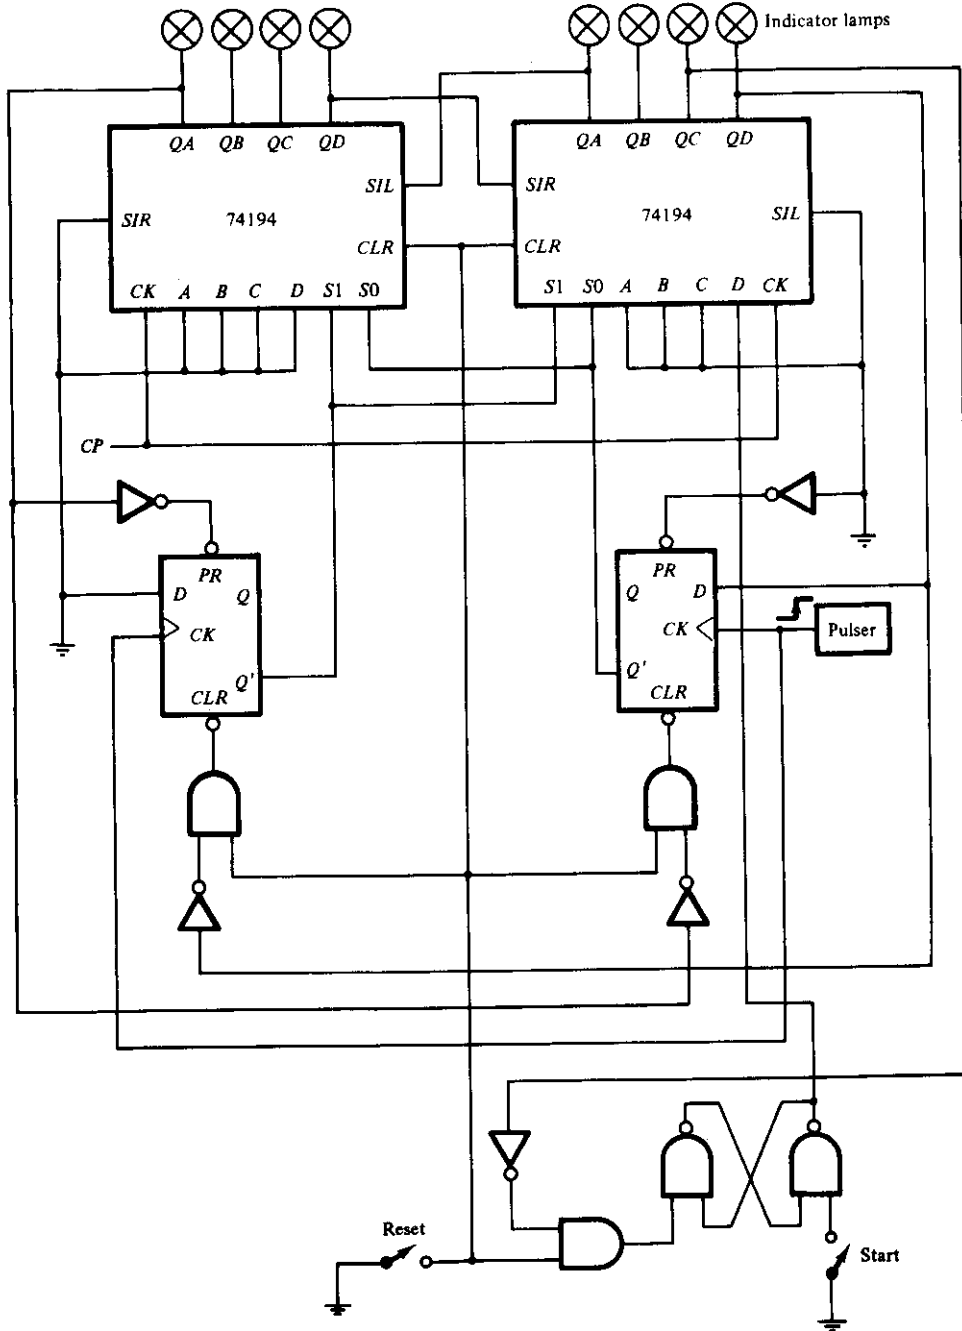 Indicator lamps
QA QB QC QD
QA QB QC QD
SIL
SIR
SIR
74194
74194
SIL
CLR
CLR
CK A B C D S1 S0
S1 S0 A B C D CK
CP
PR
D Q
CK
Q'
CLR
PR
Q D
CK
Q'
CLR
Pulser
Reset
Start